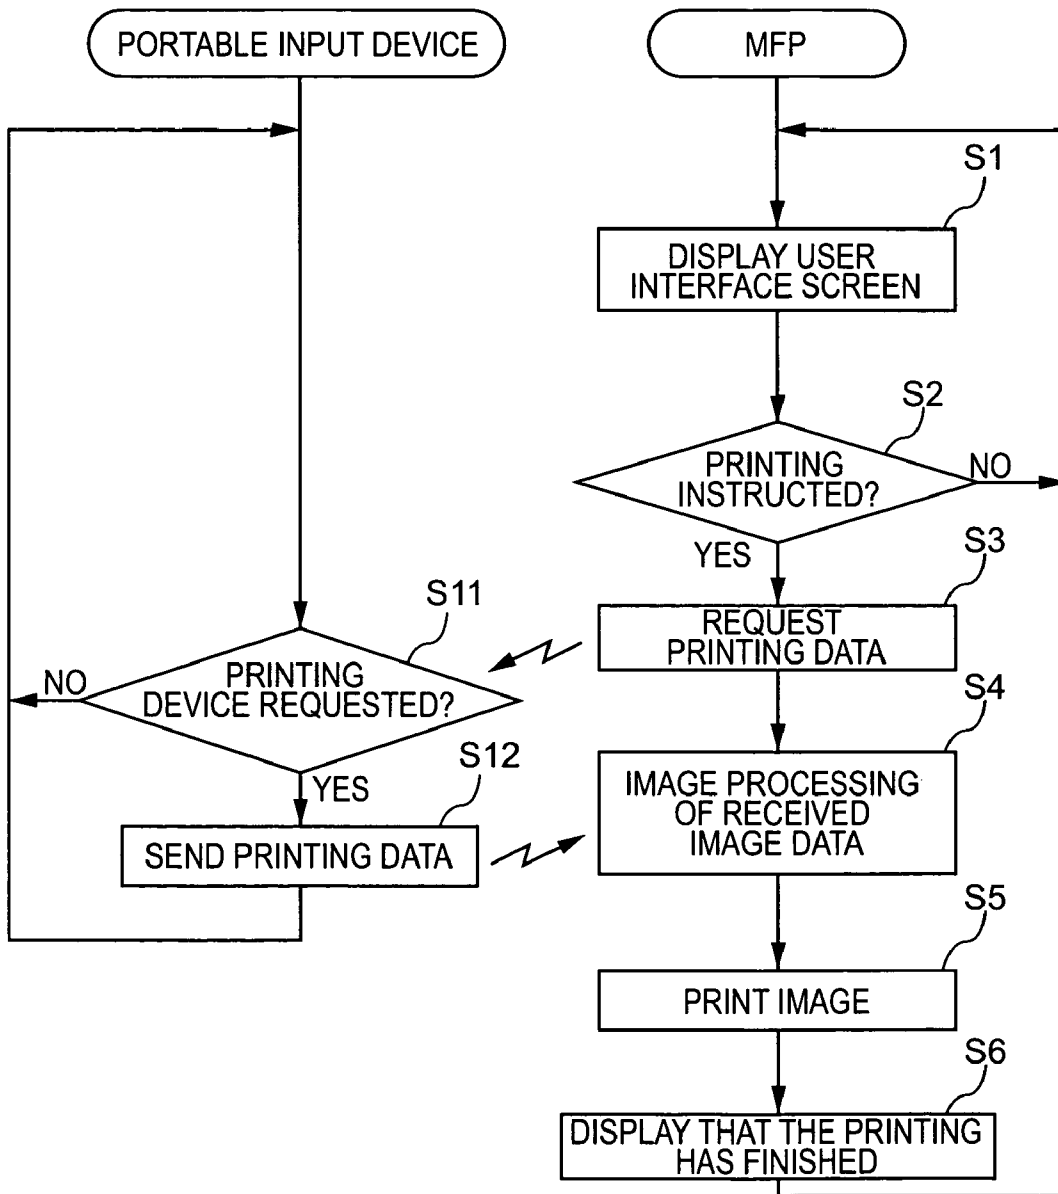 PORTABLE INPUT DEVICE
MFP
S1
DISPLAY USER
INTERFACE SCREEN
S2
PRINTING
INSTRUCTED?
NO
YES
S3
REQUEST
PRINTING DATA
S11
PRINTING
DEVICE REQUESTED?
NO
YES
S4
IMAGE PROCESSING
OF RECEIVED
IMAGE DATA
S12
SEND PRINTING DATA
S5
PRINT IMAGE
S6
DISPLAY THAT THE PRINTING
HAS FINISHED